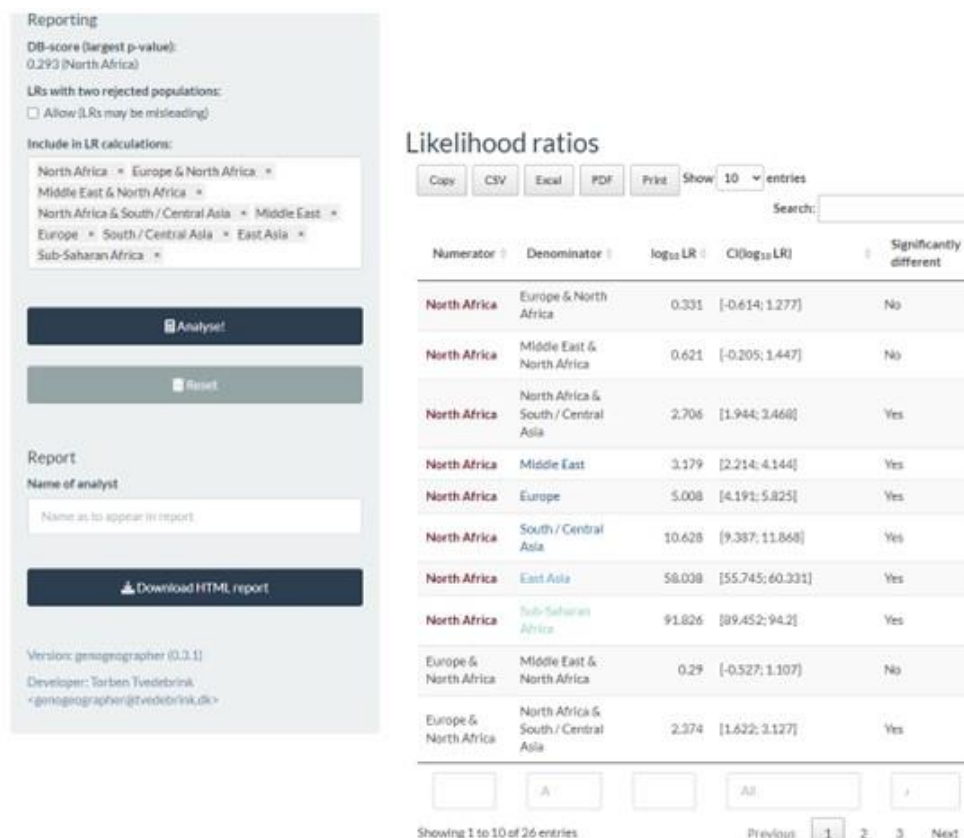 Reporting
DB-score (largest p-value):
0.293 (North Africa)
LRs with two rejected populations:
Allow (LRs may be misleading)
Include in LR calculations:
North Africa × Europe & North Africa ×
Middle East & North Africa ×
North Africa & South / Central Asia × Middle East ×
Europe × South / Central Asia × East Asia ×
Sub-Saharan Africa ×
Analyse!
Reset
Report
Name of analyst
Name as to appear in report
Download HTML report
Version: genogeographer (0.3.1)
Developer: Torben Tvedebrink
<genogeographer@tvedebrink.dk>
Likelihood ratios
Copy CSV Excel PDF Print Show 10 entries
Search:
Numerator Denominator log₁₀ LR CI(log₁₀ LR) Significantly different
North Africa Europe & North Africa 0.331 [-0.614; 1.277] No
North Africa Middle East & North Africa 0.621 [-0.205; 1.447] No
North Africa North Africa & South / Central Asia 2.706 [1.944; 3.468] Yes
North Africa Middle East 3.179 [2.214; 4.144] Yes
North Africa Europe 5.008 [4.191; 5.825] Yes
North Africa South / Central Asia 10.628 [9.387; 11.868] Yes
North Africa East Asia 58.038 [55.745; 60.331] Yes
North Africa Sub-Saharan Africa 91.826 [89.452; 94.2] Yes
Europe & North Africa Middle East & North Africa 0.29 [-0.527; 1.107] No
Europe & North Africa North Africa & South / Central Asia 2.374 [1.622; 3.127] Yes
A All
Showing 1 to 10 of 26 entries
Previous 1 2 3 Next